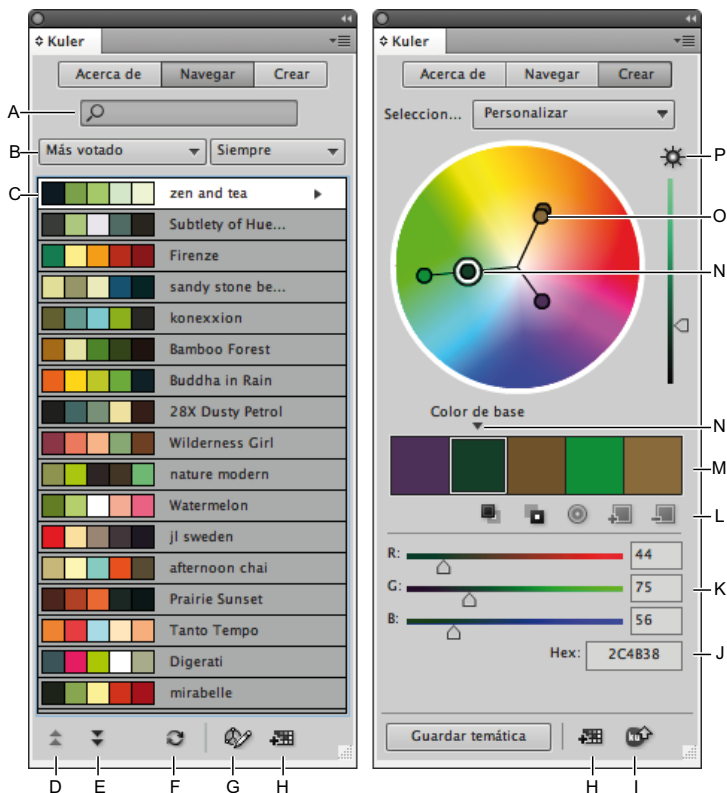 Kuler
Acerca de Navegar Crear
A
B Más votado Siempre
C zen and tea
Subtlety of Hue...
Firenze
sandy stone be...
konexxion
Bamboo Forest
Buddha in Rain
28X Dusty Petrol
Wilderness Girl
nature modern
Watermelon
jl sweden
afternoon chai
Prairie Sunset
Tanto Tempo
Digerati
mirabelle
D E F G H
Kuler
Acerca de Navegar Crear
Seleccion... Personalizar
P
O
N
Color de base
N
M
L
R: 44
G: 75 K
B: 56
Hex: 2C4B38 J
Guardar temática
H I